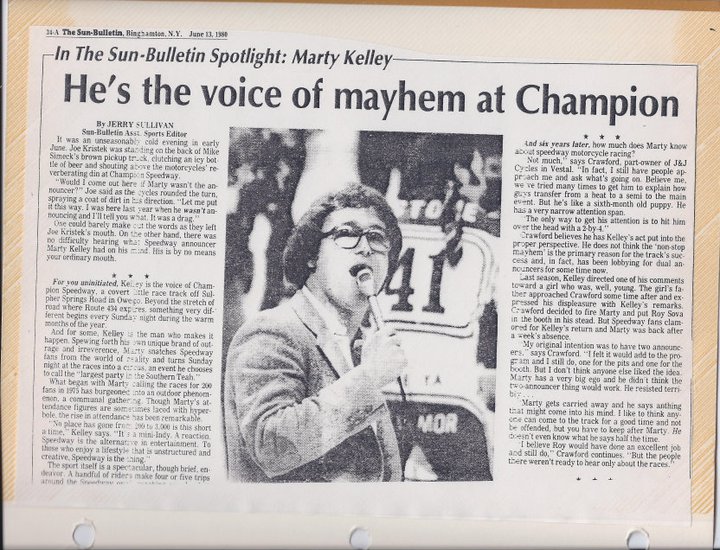 34-A The Sun-Bulletin, Binghamton, N.Y. June 13, 1980
In The Sun-Bulletin Spotlight: Marty Kelley
He's the voice of mayhem at Champion
By JERRY SULLIVAN
Sun-Bulletin Asst. Sports Editor
It was an unseasonably cold evening in early
June. Joe Kristek was standing on the back of Mike
Simeck's brown pickup truck, clutching an icy bot-
tle of beer and shouting above the motorcycles' re-
verberating din at Champion Speedway.
"Would I come out here if Marty wasn't the an-
nouncer?" Joe said as the cycles rounded the turn,
spraying a coat of dirt in his direction. "Let me put
it this way. I was here last year when he wasn't an-
nouncing and I'll tell you what. It was a drag."
One could barely make out the words as they left
Joe Kristek's mouth. On the other hand, there was
no difficulty hearing what Speedway announcer
Marty Kelley had on his mind. His is by no means
your ordinary mouth.
* * *
For you uninitiated, Kelley is the voice of Cham-
pion Speedway, a covert little race track off Sul-
pher Springs Road in Owego. Beyond the stretch of
road where Route 434 expires, something very dif-
ferent begins every Sunday night during the warm
months of the year.
And for some, Kelley is the man who makes it
happen. Spewing forth his own unique brand of out-
rage and irreverence, Marty snatches Speedway
fans from the world of reality and turns Sunday
night at the races into a circus, an event he chooses
to call the "largest party in the Southern Teah."
What began with Marty calling the races for 200
fans in 1975 has burgeoned into an outdoor phenom-
enon, a communal gathering. Though Marty's at-
tendance figures are sometimes laced with hyper-
bole, the rise in attendance has been remarkable.
"No place has gone from 200 to 3,000 is this short
a time," Kelley says. "It's a mini-Indy. A reaction.
Speedway is the alternative in entertainment. To
those who enjoy a lifestyle that is unstructured and
creative, Speedway is the thing."
The sport itself is a spectacular, though brief, en-
deavor. A handful of riders make four or five trips
around the Speedway
41
MOR
* * *
And six years later, how much does Marty know
about speedway motorcycle racing?
Not much," says Crawford, part-owner of J&J
Cycles in Vestal. "In fact, I still have people ap-
proach me and ask what's going on. Believe me,
we've tried many times to get him to explain how
guys transfer from a heat to a semi to the main
event. But he's like a sixth-month old puppy. He
has a very narrow attention span.
"The only way to get his attention is to hit him
over the head with a 2-by-4."
Crawford believes he has Kelley's act put into the
proper perspective. He does not think the 'non-stop
mayhem' is the primary reason for the track's suc-
cess and, in fact, has been lobbying for dual an-
nouncers for some time now.
Last season, Kelley directed one of his comments
toward a girl who was, well, young. The girl's fa-
ther approached Crawford some time after and ex-
pressed his displeasure with Kelley's remarks.
Crawford decided to fire Marty and put Roy Sova
in the booth in his stead. But Speedway fans clam-
ored for Kelley's return and Marty was back after
a week's absence.
"My original intention was to have two announc-
ers," says Crawford. "I felt it would add to the pro-
gram and I still do, one for the pits and one for the
booth. But I don't think anyone else liked the idea.
Marty has a very big ego and he didn't think the
two-announcer thing would work. He resisted terri-
bly.
Marty gets carried away and he says anything
that might come into his mind. I like to think any-
one can come to the track for a good time and not
be offended, but you have to keep after Marty. He
doesn't even know what he says half the time.
"I believe Roy would have done an excellent job
and still do," Crawford continues. "But the people
there weren't ready to hear only about the races."
* * *